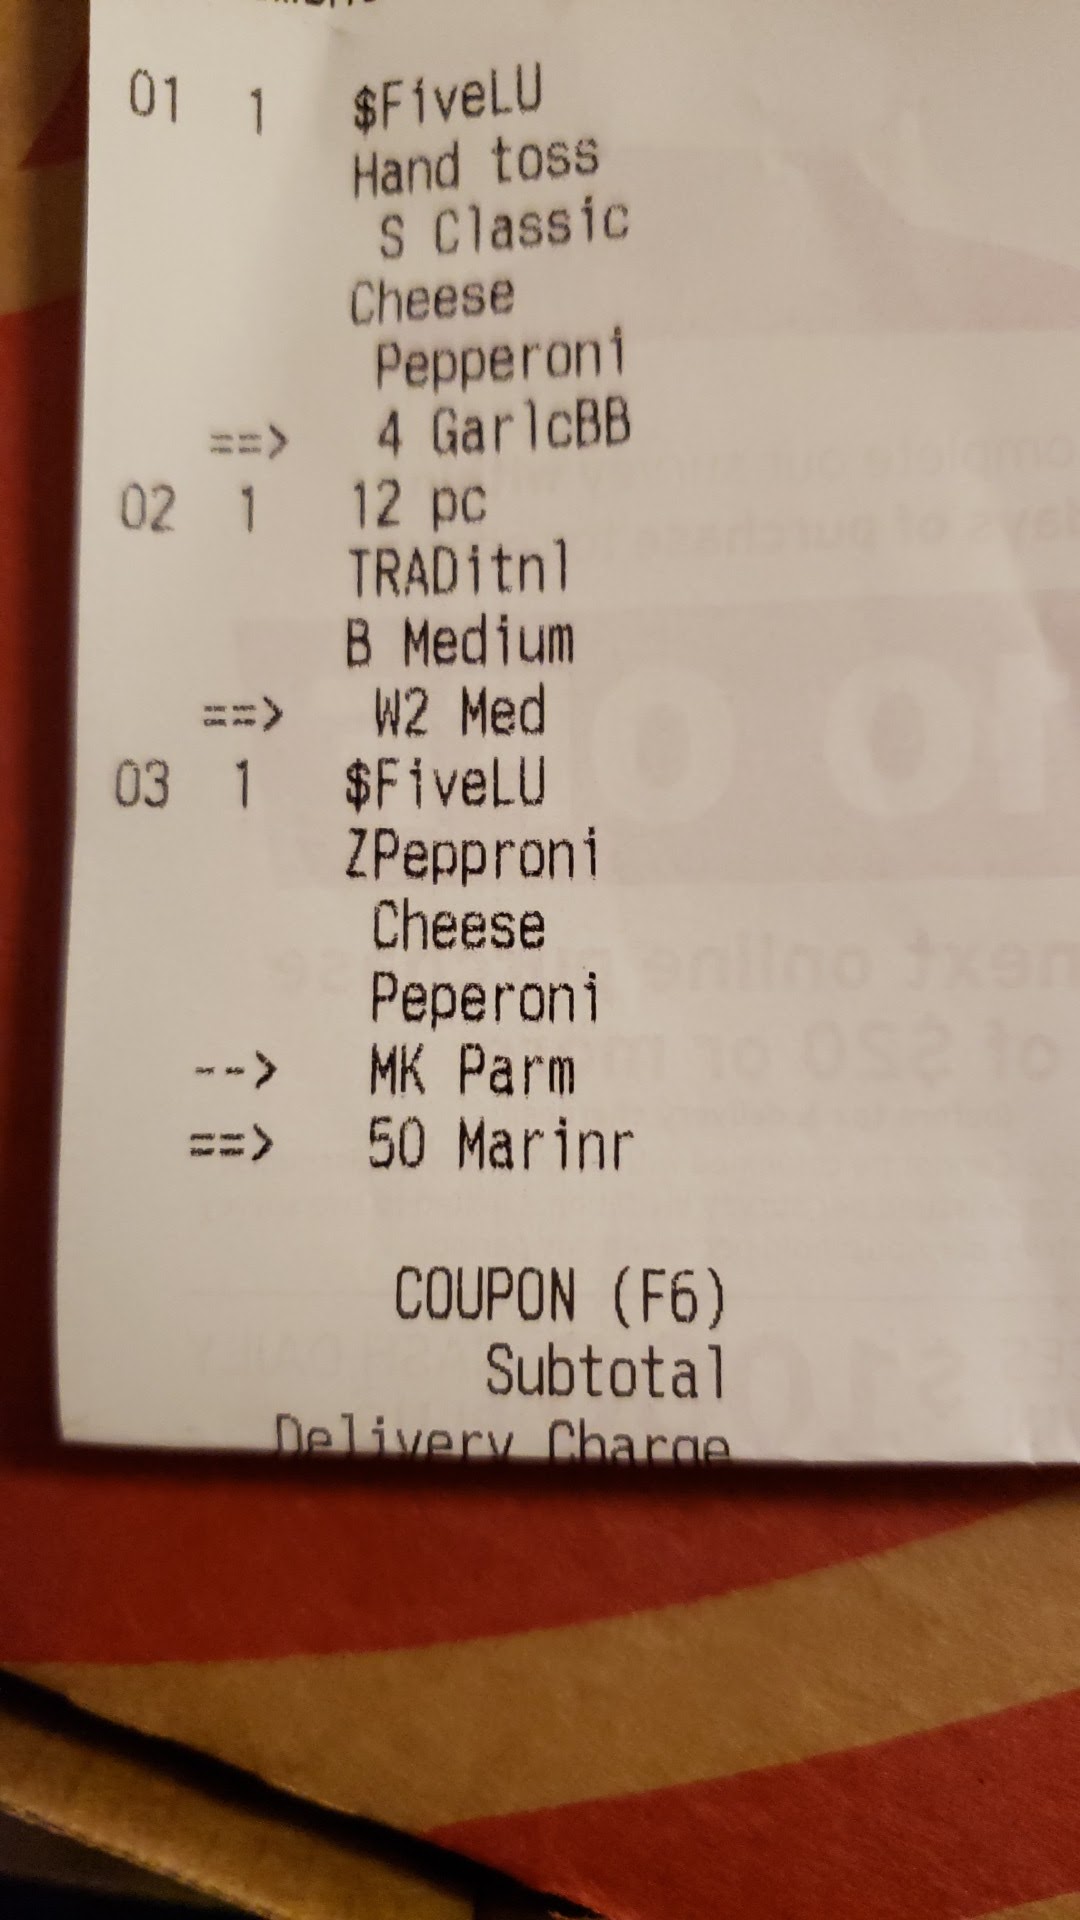 01 1 $FiveLU
Hand toss
S Classic
Cheese
Pepperoni
==> 4 GarlcBB
02 1 12 pc
TRADitnl
B Medium
==> W2 Med
03 1 $FiveLU
ZPepproni
Cheese
Peperoni
--> MK Parm
==> 50 Marinr
COUPON (F6)
Subtotal
Delivery Charge